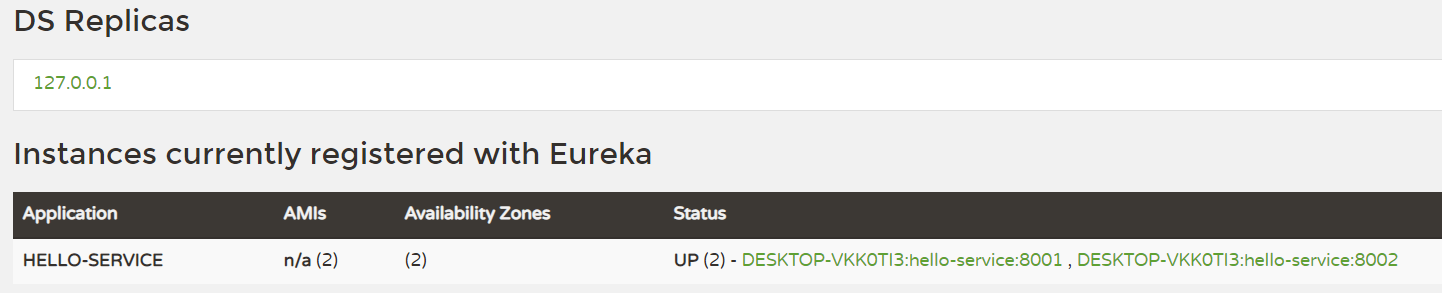 DS Replicas
127.0.0.1
Instances currently registered with Eureka
Application AMIs Availability Zones Status
HELLO-SERVICE n/a (2) (2) UP (2) - DESKTOP-VKK0TI3:hello-service:8001 , DESKTOP-VKK0TI3:hello-service:8002